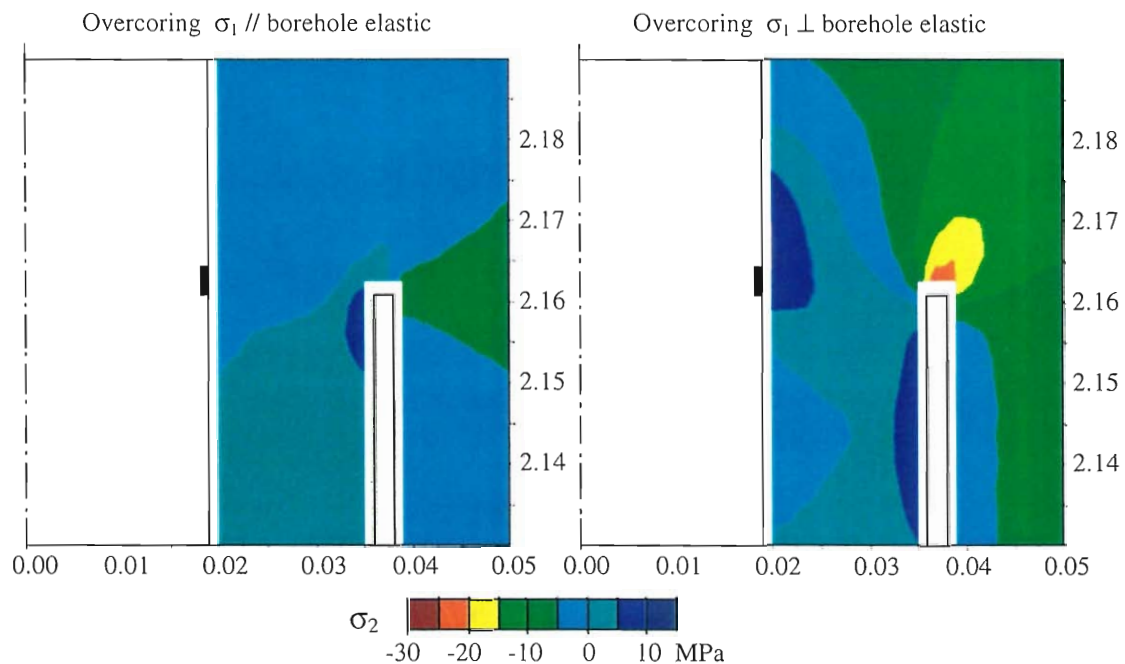 Overcoring σ1 // borehole elastic
Overcoring σ1 ⊥ borehole elastic
2.18
2.17
2.16
2.15
2.14
2.18
2.17
2.16
2.15
2.14
0.00 0.01 0.02 0.03 0.04 0.05
0.00 0.01 0.02 0.03 0.04 0.05
σ2
-30 -20 -10 0 10 MPa